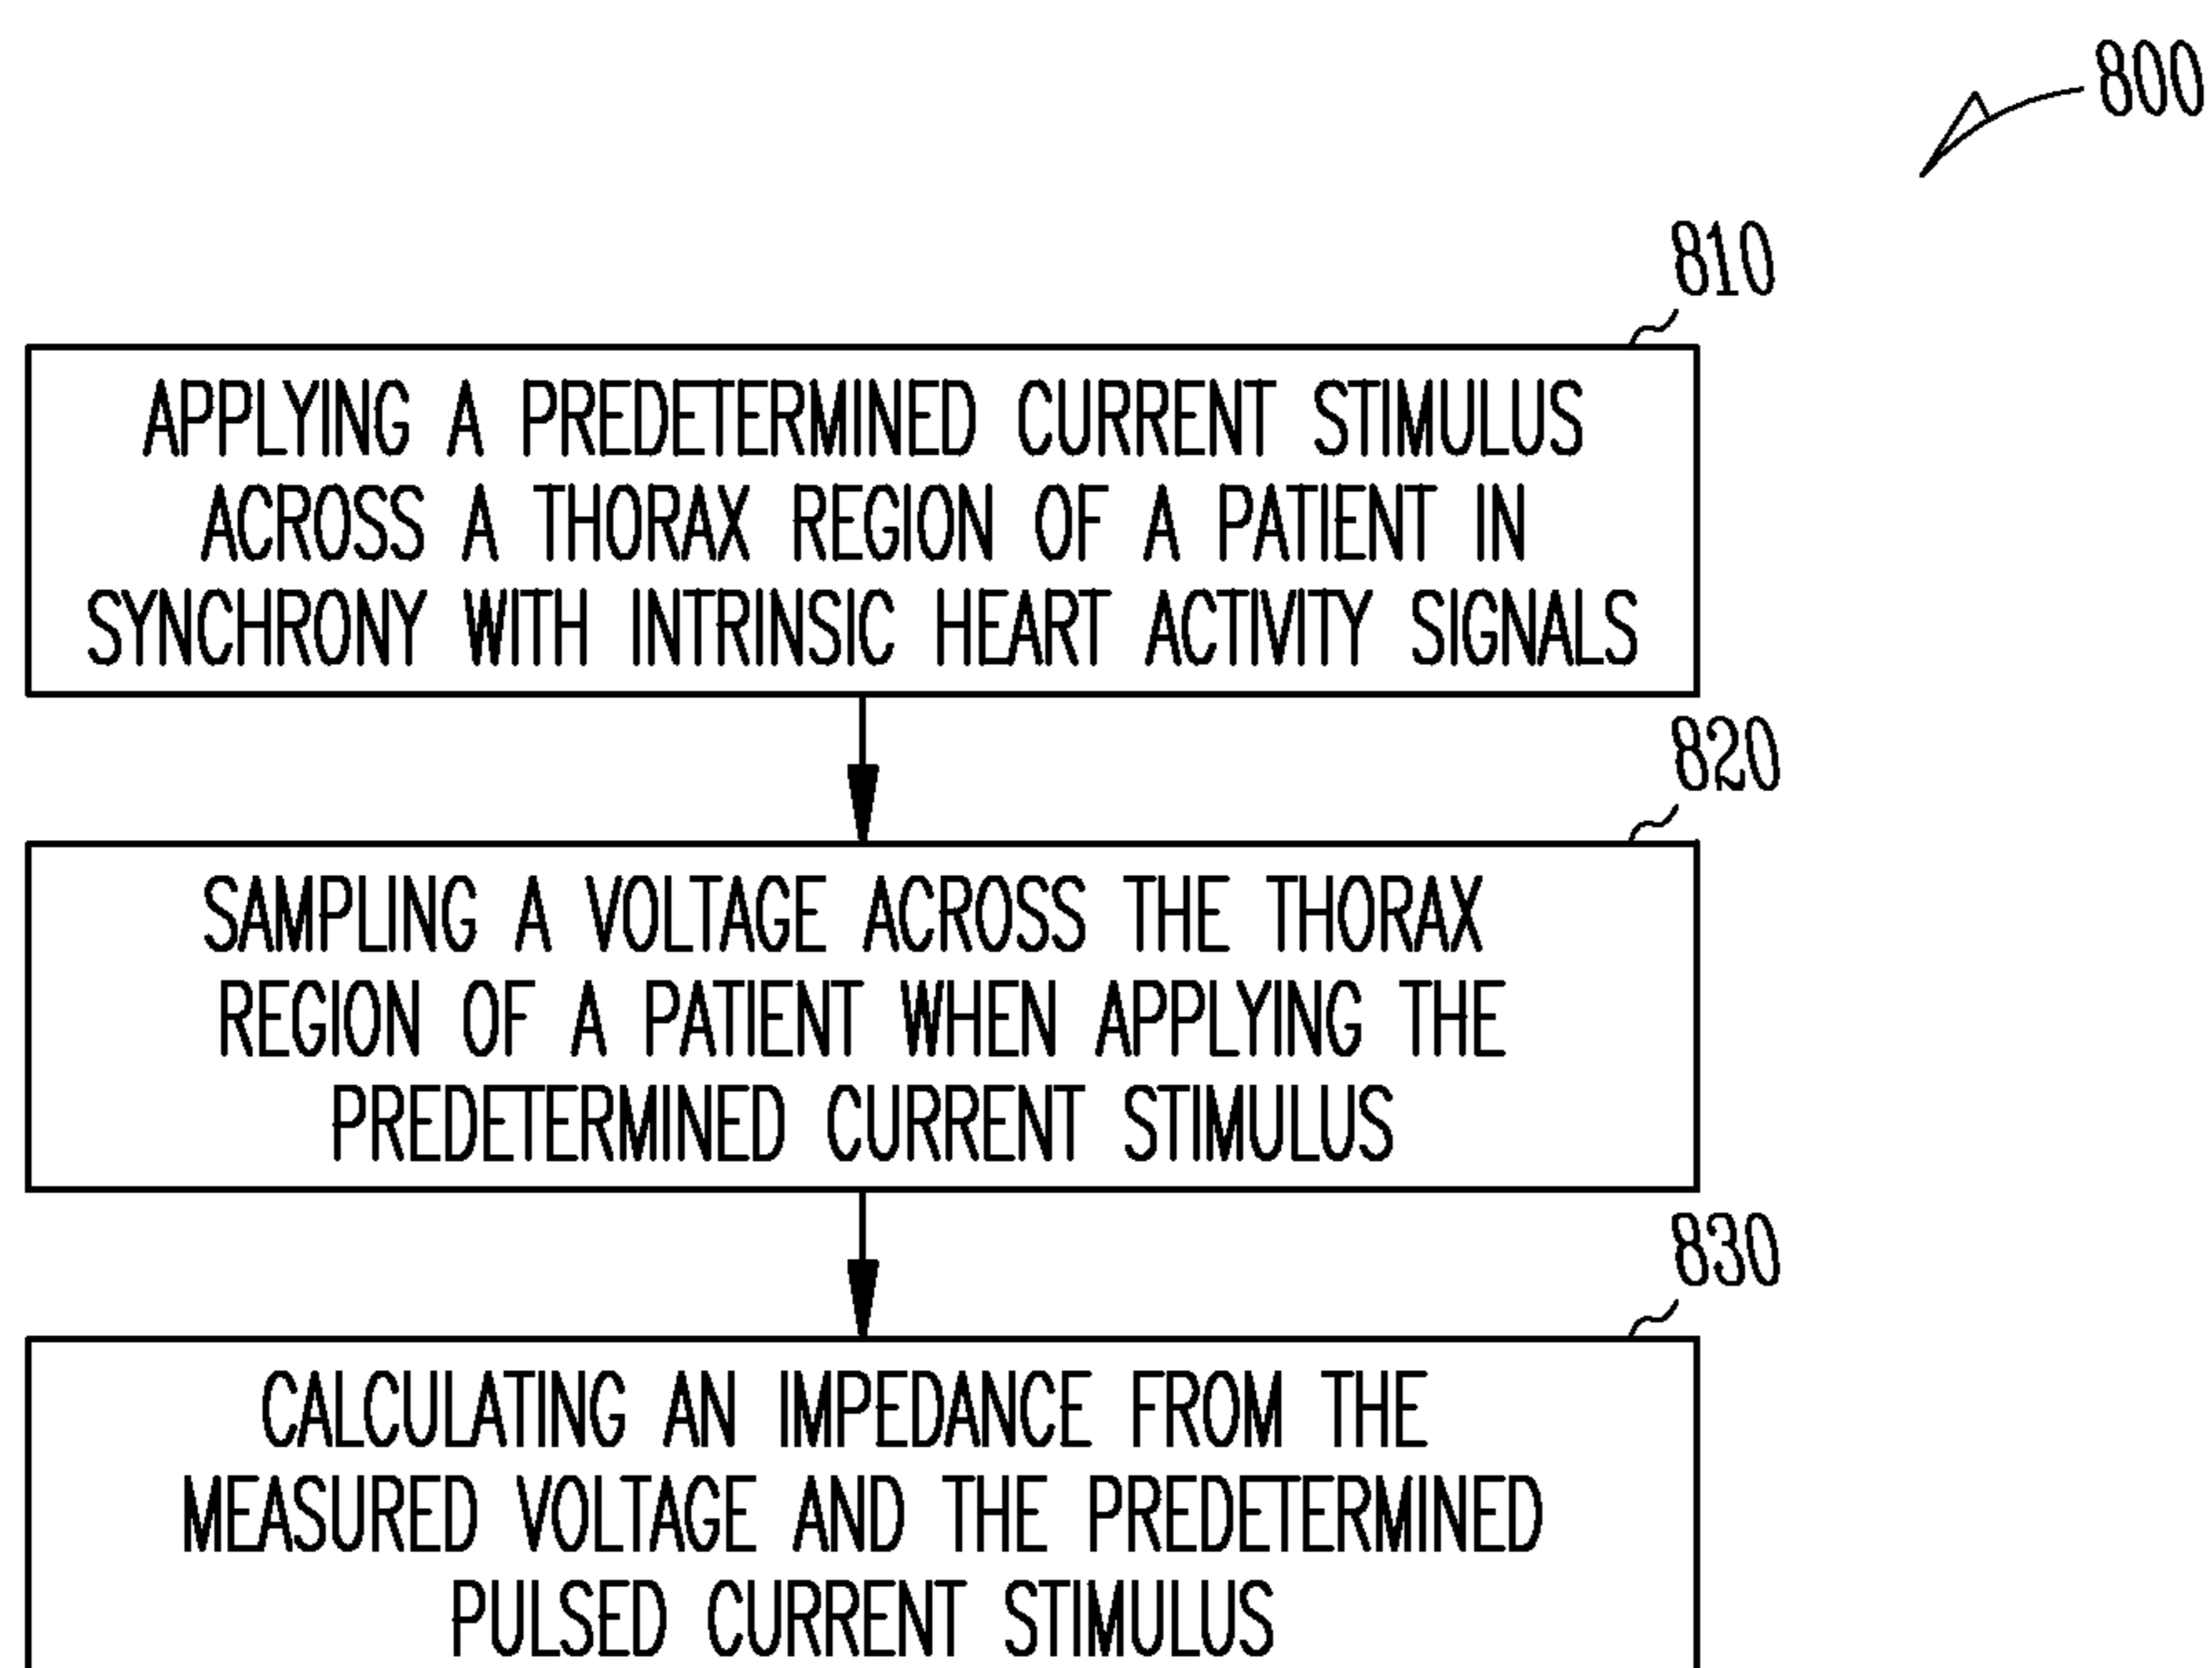 800
810
APPLYING A PREDETERMINED CURRENT STIMULUS
ACROSS A THORAX REGION OF A PATIENT IN
SYNCHRONY WITH INTRINSIC HEART ACTIVITY SIGNALS
820
SAMPLING A VOLTAGE ACROSS THE THORAX
REGION OF A PATIENT WHEN APPLYING THE
PREDETERMINED CURRENT STIMULUS
830
CALCULATING AN IMPEDANCE FROM THE
MEASURED VOLTAGE AND THE PREDETERMINED
PULSED CURRENT STIMULUS